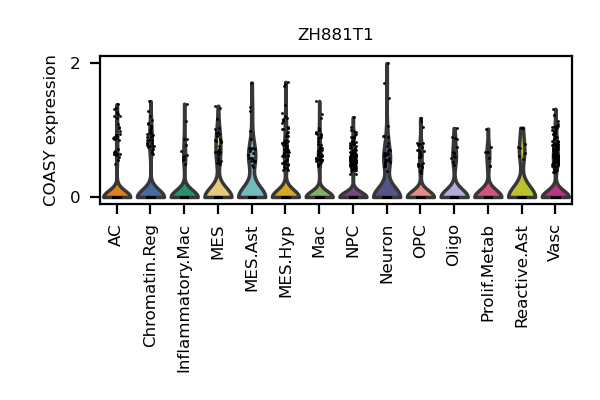 ZH881T1
COASY expression
2
0
AC
Chromatin.Reg
Inflammatory.Mac
MES
MES.Ast
MES.Hyp
Mac
NPC
Neuron
OPC
Oligo
Prolif.Metab
Reactive.Ast
Vasc